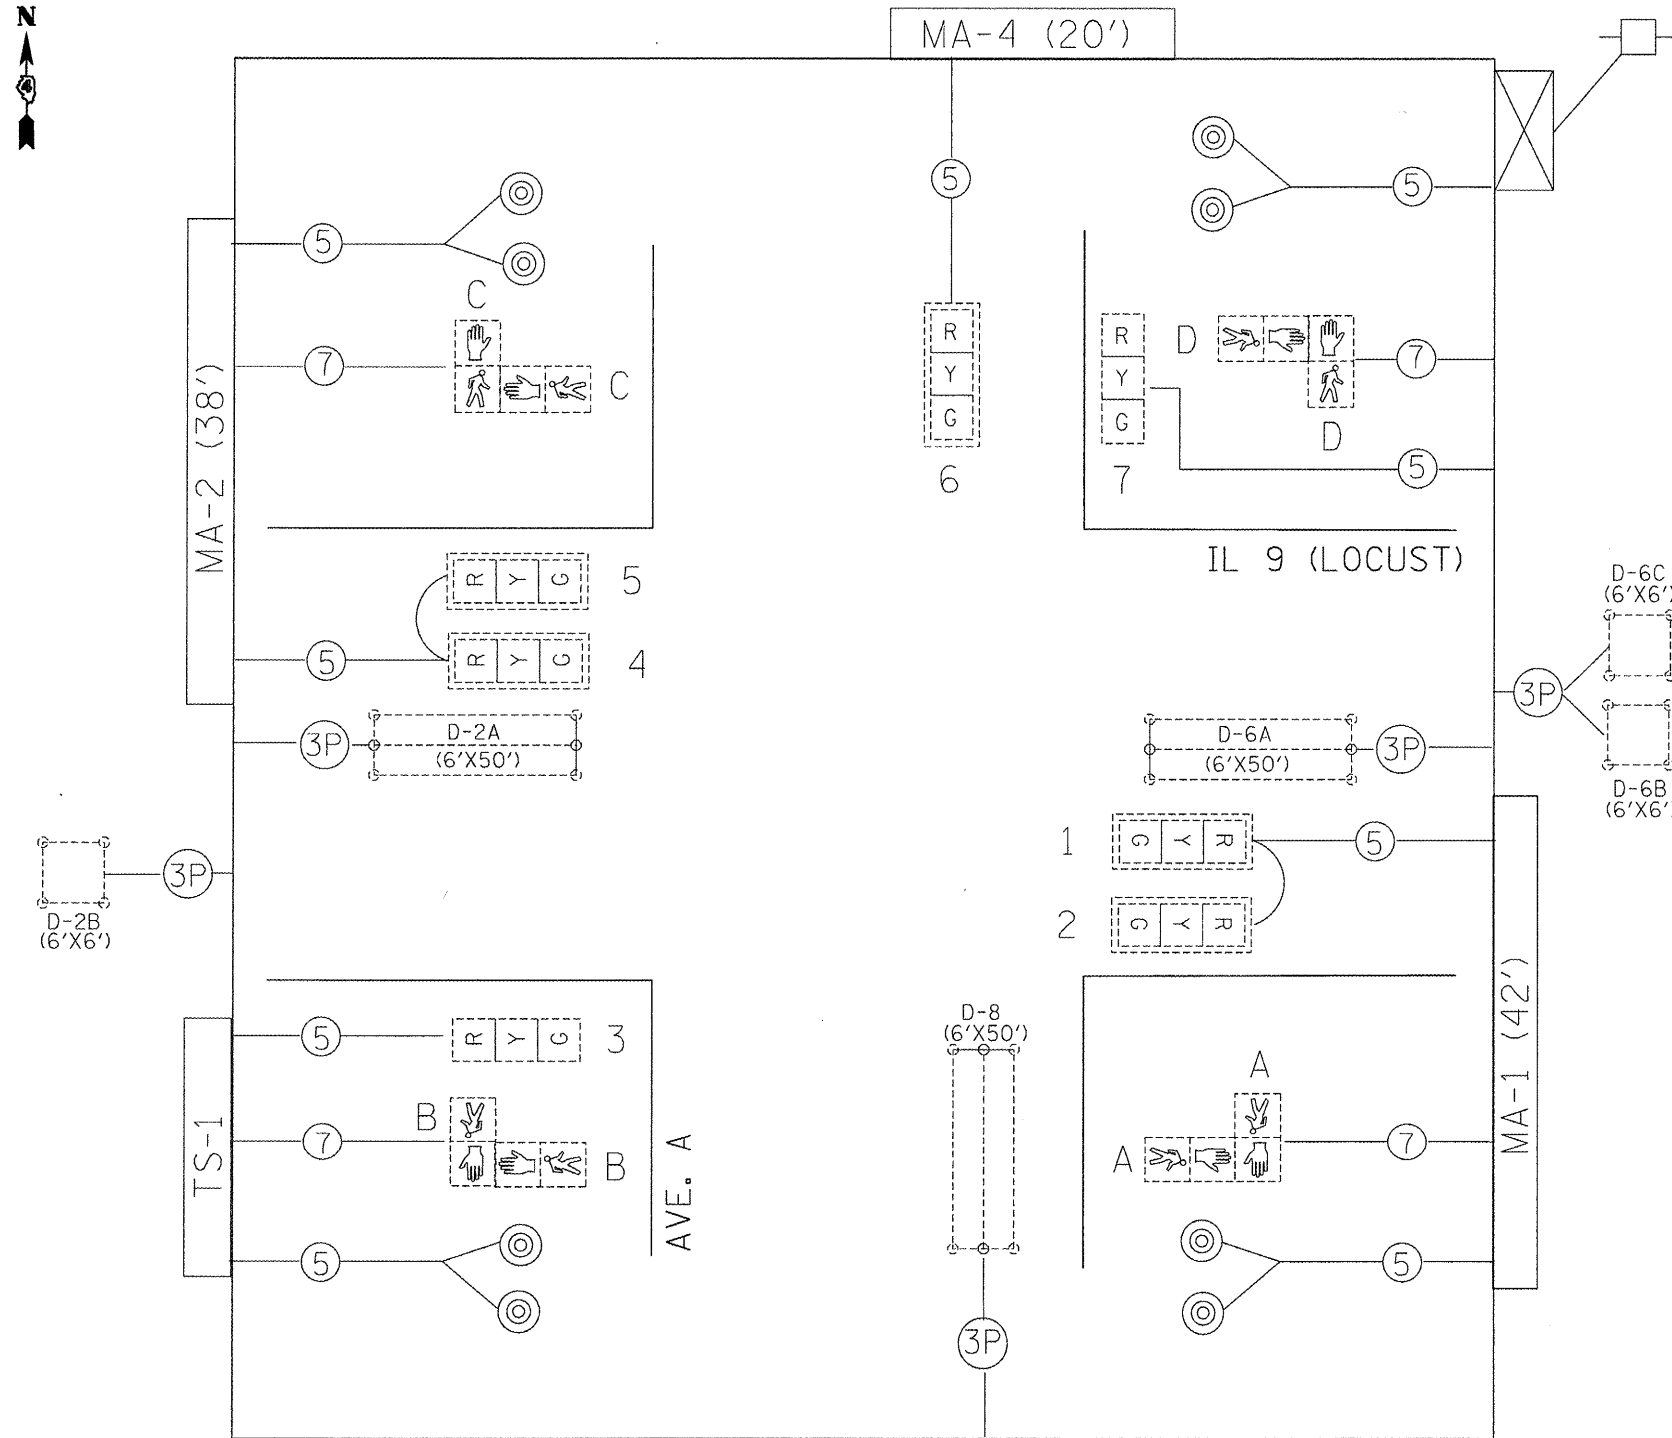 N
4
MA-4 (20')
5
5
5
C
7
C
MA-2 (38')
R
Y
G
6
R
Y
G
7
D
7
D
5
IL 9 (LOCUST)
R Y G
5
R Y G
4
5
3P
D-2A
(6'X50')
D-6A
(6'X50')
3P
3P
D-6C
(6'X6')
D-6B
(6'X6')
3P
D-2B
(6'X6')
1
G Y R
5
2
G Y R
MA-1 (42')
TS-1
5
R Y G
3
B
7
B
5
AVE. A
D-8
(6'X50')
3P
A
A
7
5